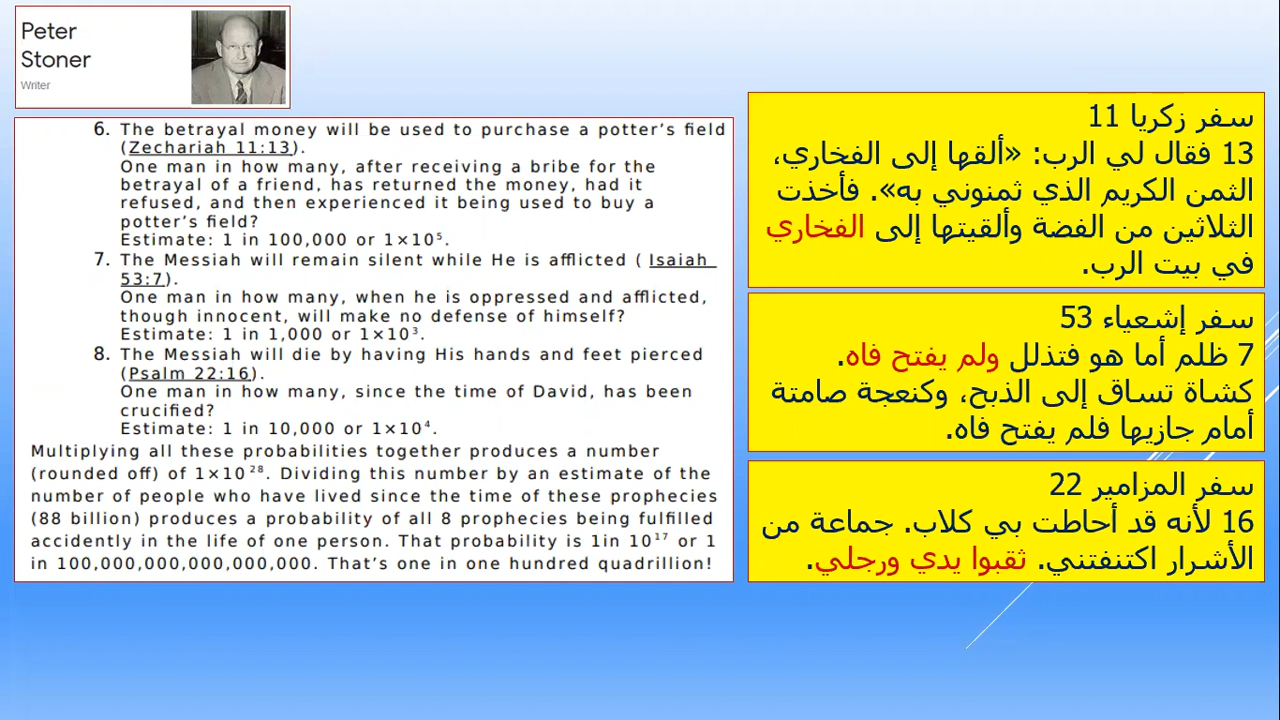 Peter
Stoner
Writer
6. The betrayal money will be used to purchase a potter's field
(Zechariah 11:13).
One man in how many, after receiving a bribe for the
betrayal of a friend, has returned the money, had it
refused, and then experienced it being used to buy a
potter's field?
Estimate: 1 in 100,000 or 1×10⁵.
7. The Messiah will remain silent while He is afflicted ( Isaiah
53:7).
One man in how many, when he is oppressed and afflicted,
though innocent, will make no defense of himself?
Estimate: 1 in 1,000 or 1×10³.
8. The Messiah will die by having His hands and feet pierced
(Psalm 22:16).
One man in how many, since the time of David, has been
crucified?
Estimate: 1 in 10,000 or 1×10⁴.
Multiplying all these probabilities together produces a number
(rounded off) of 1×10²⁸. Dividing this number by an estimate of the
number of people who have lived since the time of these prophecies
(88 billion) produces a probability of all 8 prophecies being fulfilled
accidently in the life of one person. That probability is 1in 10¹⁷ or 1
in 100,000,000,000,000,000. That's one in one hundred quadrillion!
سفر زكريا 11
13 فقال لي الرب: «ألقها إلى الفخاري،
الثمن الكريم الذي ثمنوني به». فأخذت
الثلاثين من الفضة وألقيتها إلى الفخاري
في بيت الرب.
سفر إشعياء 53
7 ظلم أما هو فتذلل ولم يفتح فاه.
كشاة تساق إلى الذبح، وكنعجة صامتة
أمام جازيها فلم يفتح فاه.
سفر المزامير 22
16 لأنه قد أحاطت بي كلاب. جماعة من
الأشرار اكتنفتني. ثقبوا يدي ورجلي.